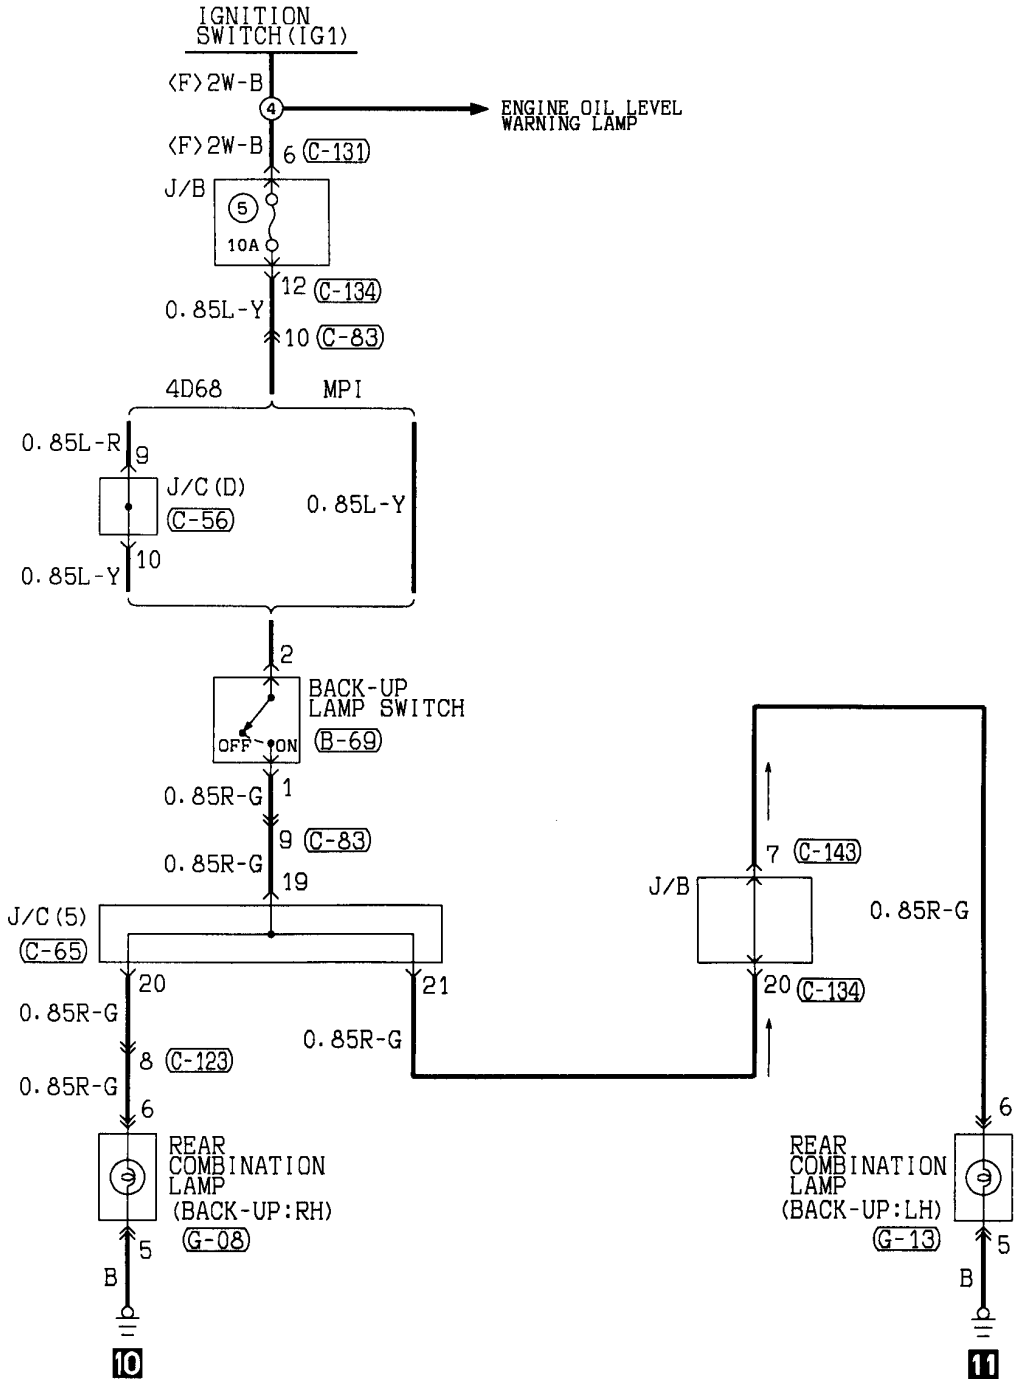 IGNITION
SWITCH(IG1)
<F>2W-B
4
ENGINE OIL LEVEL
WARNING LAMP
<F>2W-B
6 C-131
J/B
5
10A
12 C-134
0.85L-Y
10 C-83
4D68 MPI
0.85L-R
9
J/C(D)
C-56
0.85L-Y
10
0.85L-Y
2
BACK-UP
LAMP SWITCH
B-69
OFF ON
1
0.85R-G
9 C-83
0.85R-G
19
J/C(5)
C-65
20
21
0.85R-G
0.85R-G
7 C-143
J/B
0.85R-G
20 C-134
8 C-123
0.85R-G
6
REAR
COMBINATION
LAMP
(BACK-UP:RH)
G-08
5
B
10
6
REAR
COMBINATION
LAMP
(BACK-UP:LH)
G-13
5
B
11